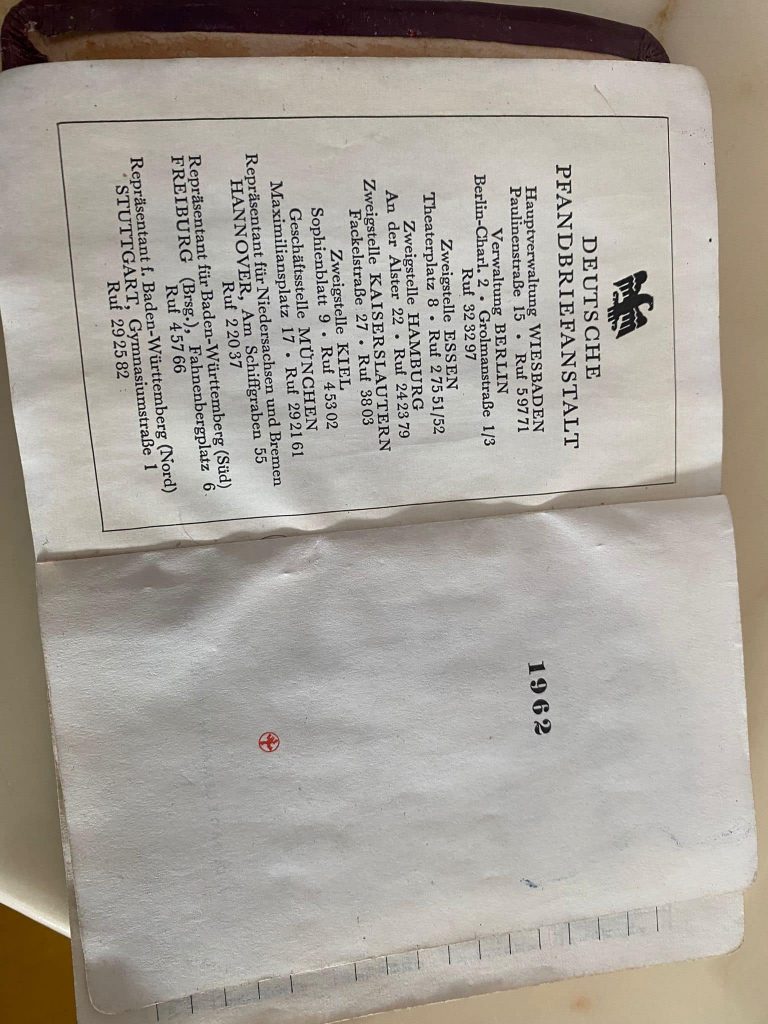 DEUTSCHE
PFANDBRIEFANSTALT
Hauptverwaltung WIESBADEN
Paulinenstraße 15 • Ruf 5 97 71
Verwaltung BERLIN
Berlin-Charl. 2 • Grolmanstraße 1/3
Ruf 32 32 97
Zweigstelle ESSEN
Theaterplatz 8 • Ruf 2 75 51/52
Zweigstelle HAMBURG
An der Alster 22 • Ruf 24 23 79
Zweigstelle KAISERSLAUTERN
Fackelstraße 27 • Ruf 38 03
Zweigstelle KIEL
Sophienblatt 9 • Ruf 4 53 02
Geschäftsstelle MÜNCHEN
Maximiliansplatz 17 • Ruf 29 21 61
Repräsentant für Niedersachsen und Bremen
HANNOVER, Am Schiffgraben 55
Ruf 2 20 37
Repräsentant für Baden-Württemberg (Süd)
FREIBURG (Brsg.), Fahnenbergplatz 6
Ruf 4 57 66
Repräsentant f. Baden-Württemberg (Nord)
STUTTGART, Gymnasiumstraße 1
Ruf 29 25 82
1962